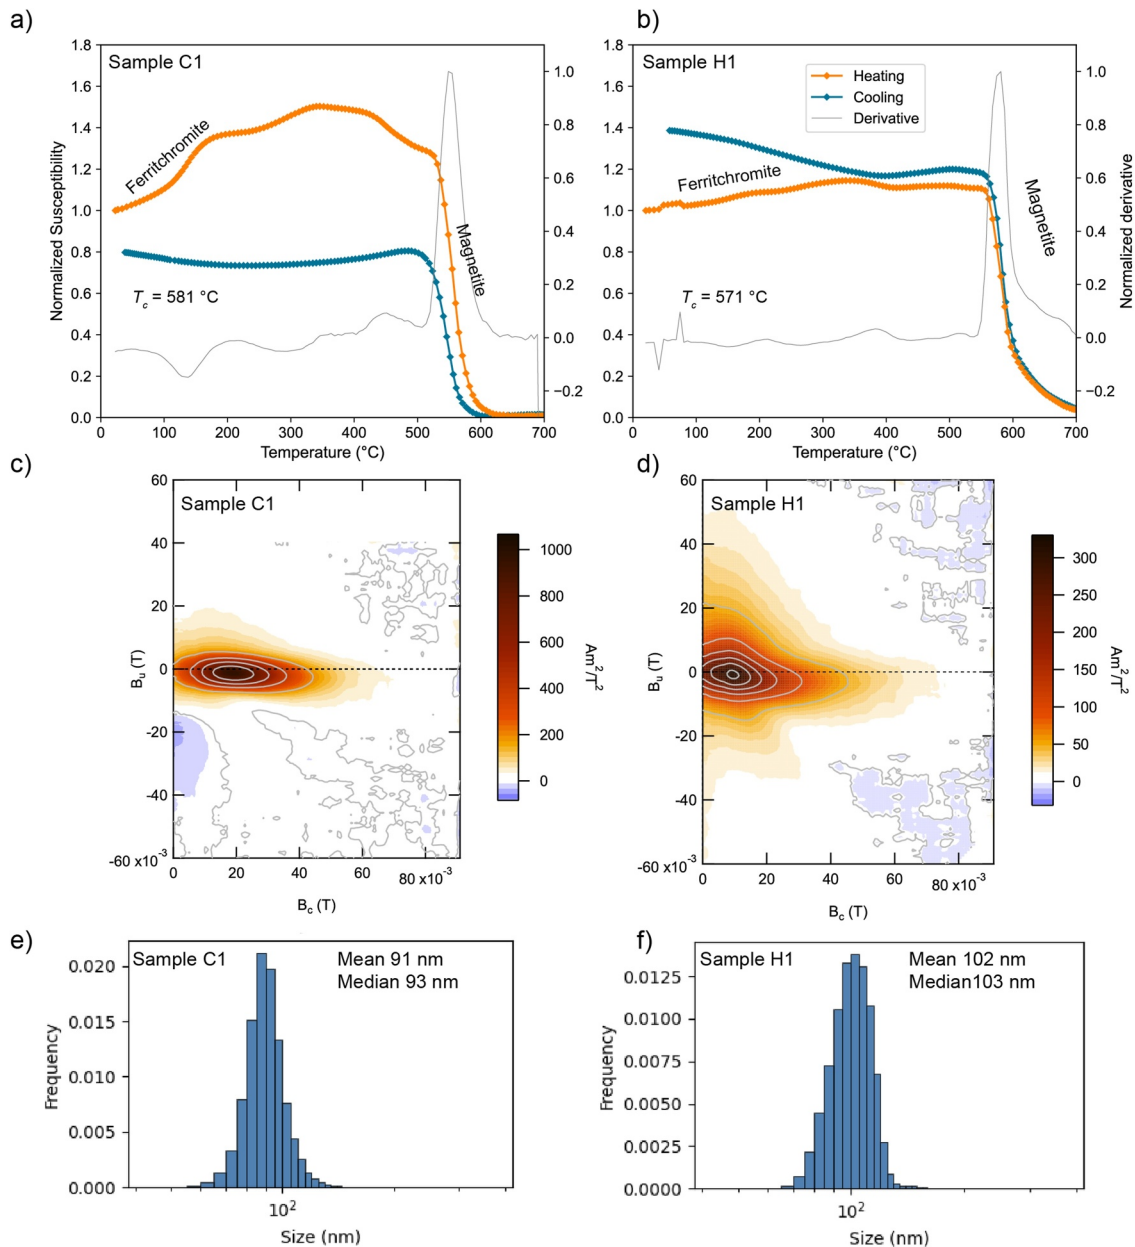 a)
Sample C1
1.8
1.6
1.4
1.2
1.0
0.8
0.6
0.4
0.2
0.0
Normalized Susceptibility
Ferritchromite
Magnetite
T_c = 581 °C
1.0
0.8
0.6
0.4
0.2
0.0
−0.2
0 100 200 300 400 500 600 700
Temperature (°C)
b)
Sample H1
Heating
Cooling
Derivative
1.8
1.6
1.4
1.2
1.0
0.8
0.6
0.4
0.2
0.0
Ferritchromite
Magnetite
T_c = 571 °C
1.0
0.8
0.6
0.4
0.2
0.0
−0.2
Normalized derivative
0 100 200 300 400 500 600 700
Temperature (°C)
c)
Sample C1
60
40
20
0
-20
-40
-60 x10⁻³
B_u (T)
0 20 40 60 80 x10⁻³
B_c (T)
1000
800
600
400
200
0
Am²/T²
d)
Sample H1
60
40
20
0
-20
-40
-60 x10⁻³
B_u (T)
0 20 40 60 80 x10⁻³
B_c (T)
300
250
200
150
100
50
0
Am²/T²
e)
Sample C1
Mean 91 nm
Median 93 nm
0.020
0.015
0.010
0.005
0.000
Frequency
10²
Size (nm)
f)
Sample H1
Mean 102 nm
Median103 nm
0.0125
0.0100
0.0075
0.0050
0.0025
0.0000
Frequency
10²
Size (nm)